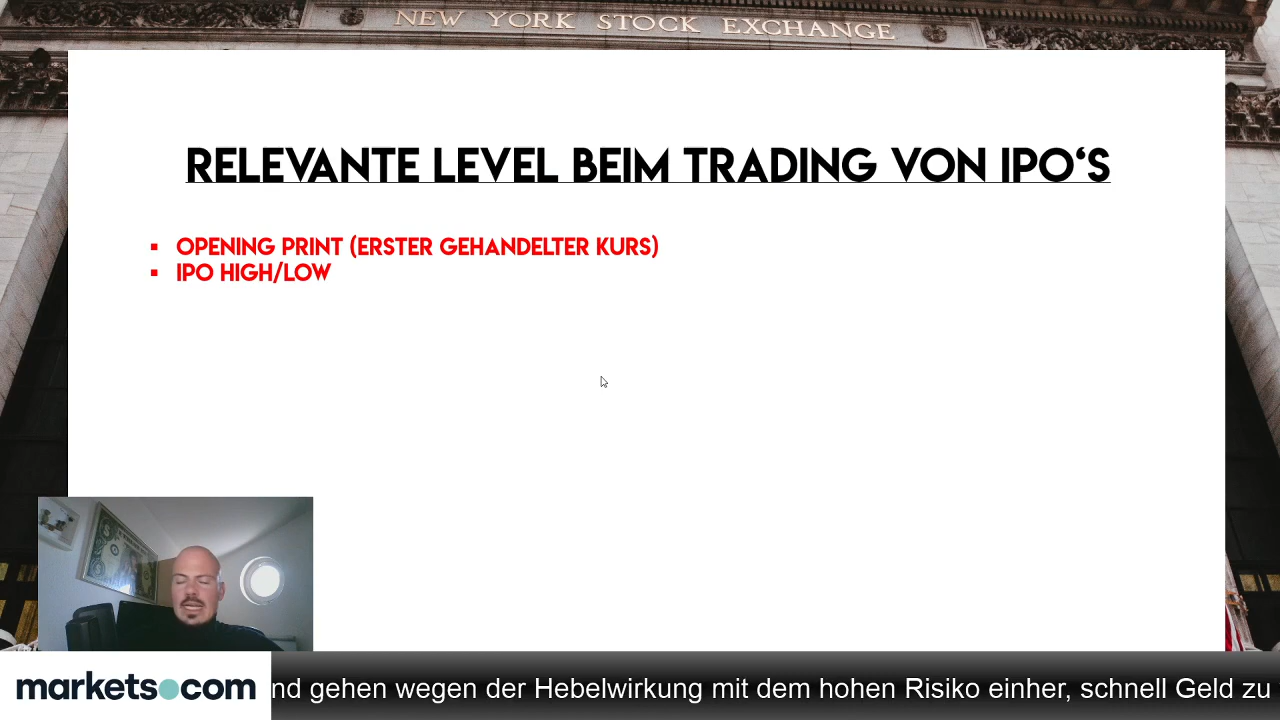 NEW YORK STOCK EXCHANGE
RELEVANTE LEVEL BEIM TRADING VON IPO‘S
▪ OPENING PRINT (ERSTER GEHANDELTER KURS)
▪ IPO HIGH/LOW
markets.com
nd gehen wegen der Hebelwirkung mit dem hohen Risiko einher, schnell Geld zu